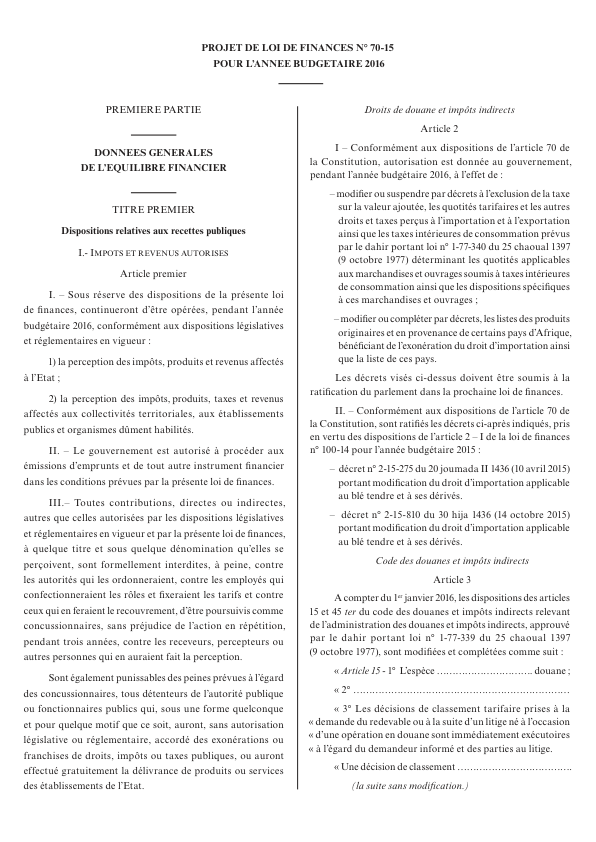 PROJET DE LOI DE FINANCES N° 70-15
POUR L'ANNEE BUDGETAIRE 2016
PREMIERE PARTIE
DONNEES GENERALES
DE L'EQUILIBRE FINANCIER
TITRE PREMIER
Dispositions relatives aux recettes publiques
I.- IMPOTS ET REVENUS AUTORISES
Article premier
I. – Sous réserve des dispositions de la présente loi
de finances, continueront d'être opérées, pendant l'année
budgétaire 2016, conformément aux dispositions législatives
et réglementaires en vigueur :
1) la perception des impôts, produits et revenus affectés
à l'Etat ;
2) la perception des impôts, produits, taxes et revenus
affectés aux collectivités territoriales, aux établissements
publics et organismes dûment habilités.
II. – Le gouvernement est autorisé à procéder aux
émissions d'emprunts et de tout autre instrument financier
dans les conditions prévues par la présente loi de finances.
III.– Toutes contributions, directes ou indirectes,
autres que celles autorisées par les dispositions législatives
et réglementaires en vigueur et par la présente loi de finances,
à quelque titre et sous quelque dénomination qu'elles se
perçoivent, sont formellement interdites, à peine, contre
les autorités qui les ordonneraient, contre les employés qui
confectionneraient les rôles et fixeraient les tarifs et contre
ceux qui en feraient le recouvrement, d'être poursuivis comme
concussionnaires, sans préjudice de l'action en répétition,
pendant trois années, contre les receveurs, percepteurs ou
autres personnes qui en auraient fait la perception.
Sont également punissables des peines prévues à l'égard
des concussionnaires, tous détenteurs de l'autorité publique
ou fonctionnaires publics qui, sous une forme quelconque
et pour quelque motif que ce soit, auront, sans autorisation
législative ou réglementaire, accordé des exonérations ou
franchises de droits, impôts ou taxes publiques, ou auront
effectué gratuitement la délivrance de produits ou services
des établissements de l'Etat.
Droits de douane et impôts indirects
Article 2
I – Conformément aux dispositions de l'article 70 de
la Constitution, autorisation est donnée au gouvernement,
pendant l'année budgétaire 2016, à l'effet de :
– modifier ou suspendre par décrets à l'exclusion de la taxe
sur la valeur ajoutée, les quotités tarifaires et les autres
droits et taxes perçus à l'importation et à l'exportation
ainsi que les taxes intérieures de consommation prévus
par le dahir portant loi n° 1-77-340 du 25 chaoual 1397
(9 octobre 1977) déterminant les quotités applicables
aux marchandises et ouvrages soumis à taxes intérieures
de consommation ainsi que les dispositions spécifiques
à ces marchandises et ouvrages ;
– modifier ou compléter par décrets, les listes des produits
originaires et en provenance de certains pays d'Afrique,
bénéficiant de l'exonération du droit d'importation ainsi
que la liste de ces pays.
Les décrets visés ci-dessus doivent être soumis à la
ratification du parlement dans la prochaine loi de finances.
II. – Conformément aux dispositions de l'article 70 de
la Constitution, sont ratifiés les décrets ci-après indiqués, pris
en vertu des dispositions de l'article 2 – I de la loi de finances
n° 100-14 pour l'année budgétaire 2015 :
– décret n° 2-15-275 du 20 joumada II 1436 (10 avril 2015)
portant modification du droit d'importation applicable
au blé tendre et à ses dérivés.
– décret n° 2-15-810 du 30 hija 1436 (14 octobre 2015)
portant modification du droit d'importation applicable
au blé tendre et à ses dérivés.
Code des douanes et impôts indirects
Article 3
A compter du 1er janvier 2016, les dispositions des articles
15 et 45 ter du code des douanes et impôts indirects relevant
de l'administration des douanes et impôts indirects, approuvé
par le dahir portant loi n° 1-77-339 du 25 chaoual 1397
(9 octobre 1977), sont modifiées et complétées comme suit :
« Article 15 - 1° L'espèce …………………………. douane ;
« 2° ……………………………………………………………
« 3° Les décisions de classement tarifaire prises à la
« demande du redevable ou à la suite d'un litige né à l'occasion
« d'une opération en douane sont immédiatement exécutoires
« à l'égard du demandeur informé et des parties au litige.
« Une décision de classement ……………………………….
(la suite sans modification.)